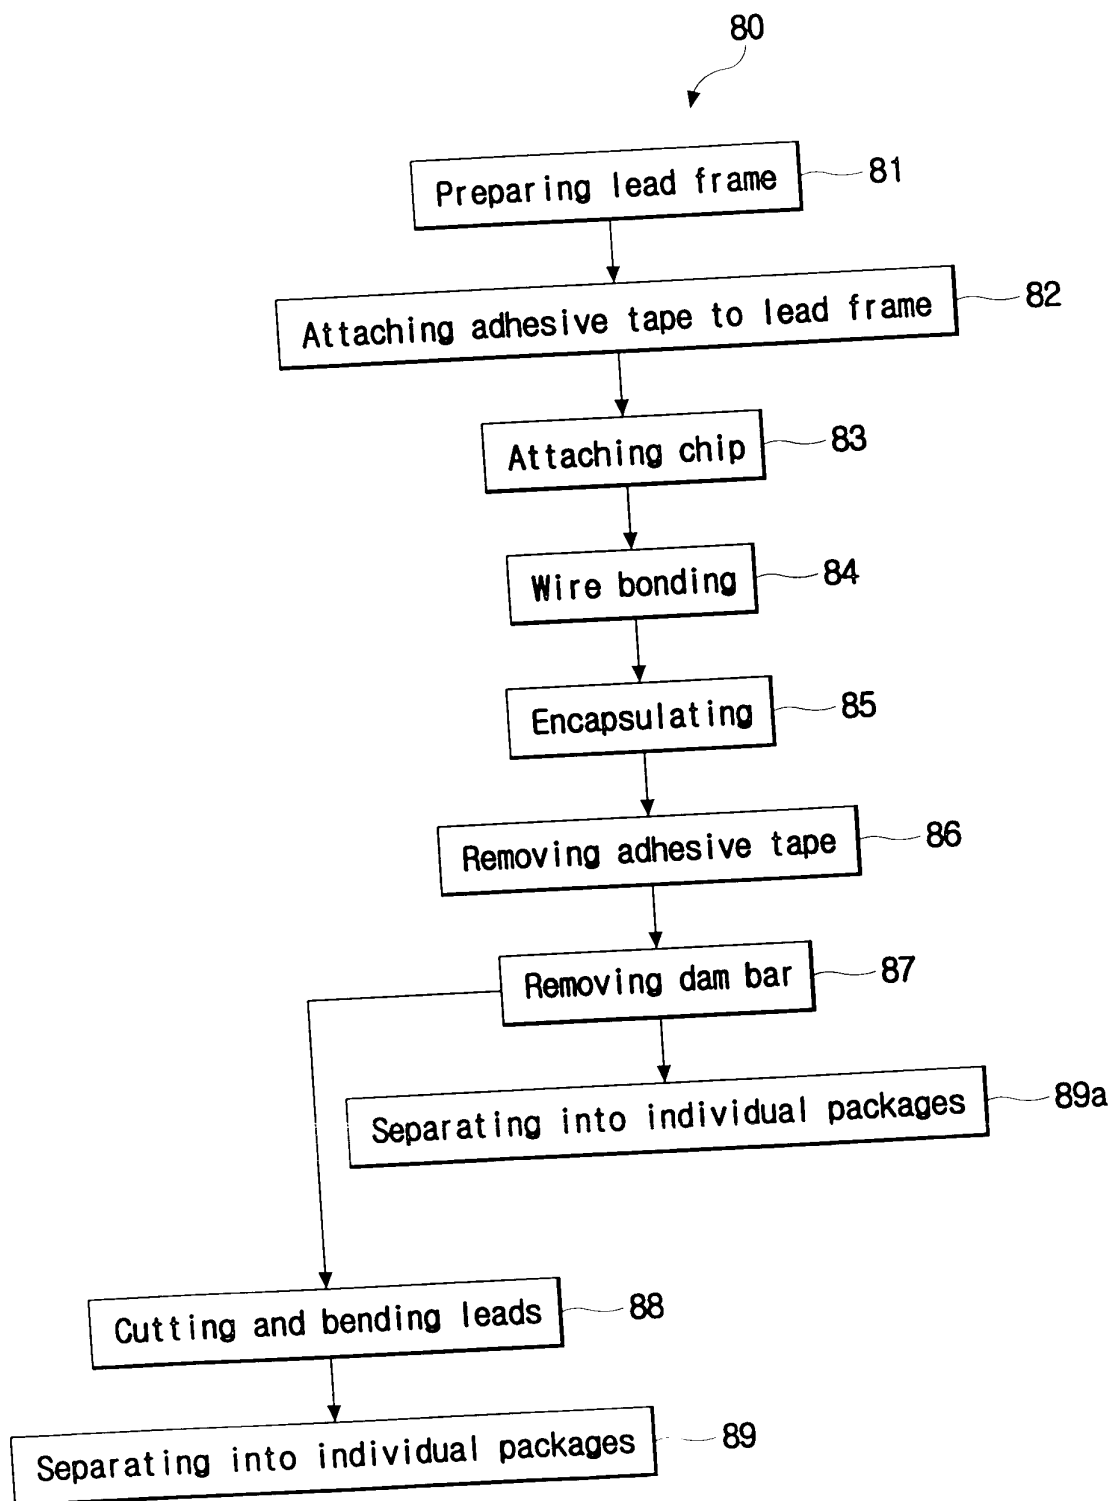 80
Preparing lead frame 81
Attaching adhesive tape to lead frame 82
Attaching chip 83
Wire bonding 84
Encapsulating 85
Removing adhesive tape 86
Removing dam bar 87
Separating into individual packages 89a
Cutting and bending leads 88
Separating into individual packages 89